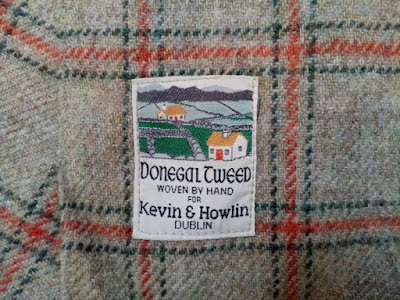 Donegal Tweed
WOVEN BY HAND
FOR
Kevin & Howlin
DUBLIN